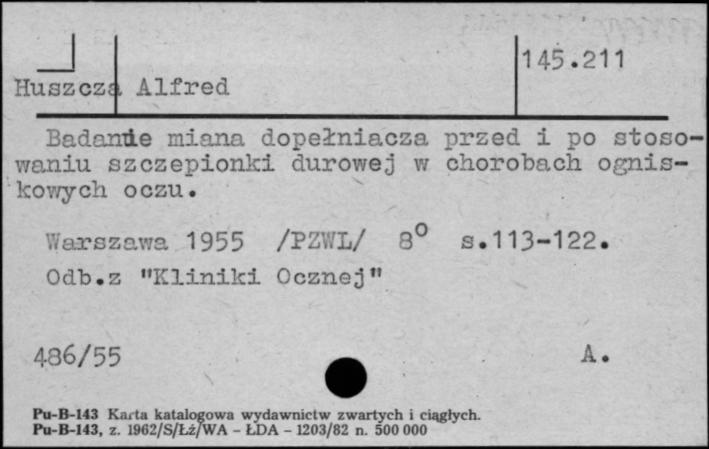 145.211
Huszcza Alfred
Badanie miana dopełniacza przed i po stoso-
waniu szczepionki durowej w chorobach ognis-
kowych oczu.
Warszawa 1955 /PZWL/ 8° s.113-122.
Odb.z "Kliniki Ocznej"
486/55 A.
Pu-B-143 Karta katalogowa wydawnictw zwartych i ciągłych.
Pu-B-143, z. 1962/S/Łź/WA - ŁDA - 1203/82 n. 500 000